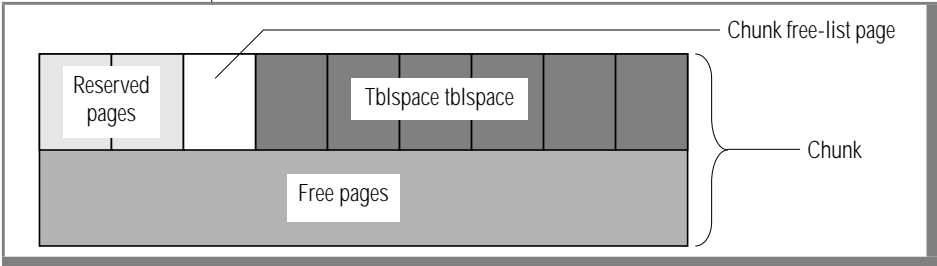 Chunk free-list page
Reserved
pages
Tblspace tblspace
Chunk
Free pages